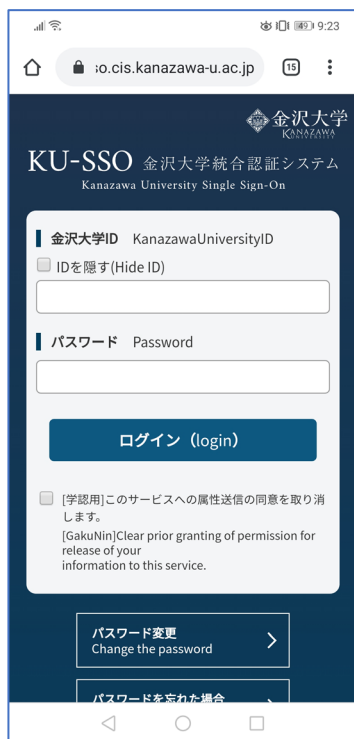 49 9:23
:o.cis.kanazawa-u.ac.jp 15
金沢大学
KANAZAWA
UNIVERSITY
KU-SSO 金沢大学統合認証システム
Kanazawa University Single Sign-On
金沢大学ID KanazawaUniversityID
IDを隠す(Hide ID)
パスワード Password
ログイン（login）
[学認用]このサービスへの属性送信の同意を取り消
します。
[GakuNin]Clear prior granting of permission for
release of your
information to this service.
パスワード変更
Change the password
パスワードを忘れた場合